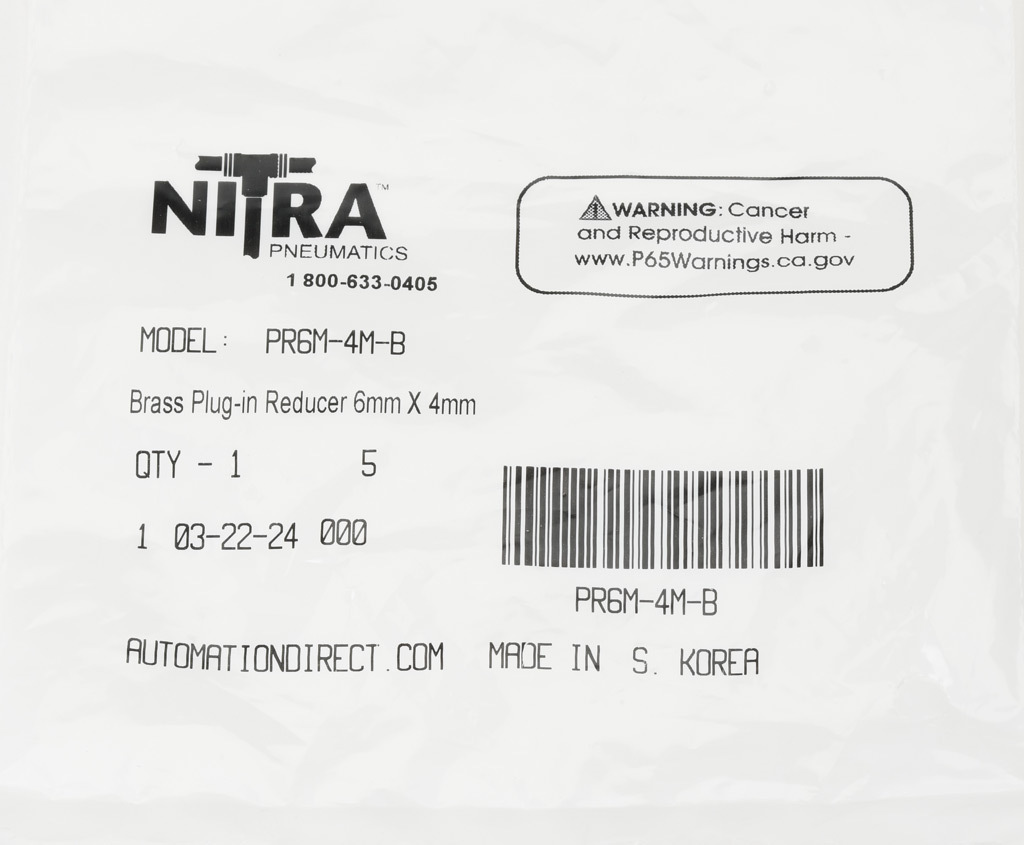 NITRA™
PNEUMATICS
1 800-633-0405
⚠WARNING: Cancer
and Reproductive Harm -
www.P65Warnings.ca.gov
MODEL: PR6M-4M-B
Brass Plug-in Reducer 6mm X 4mm
QTY - 1 5
1 03-22-24 000
PR6M-4M-B
AUTOMATIONDIRECT.COM MADE IN S. KOREA